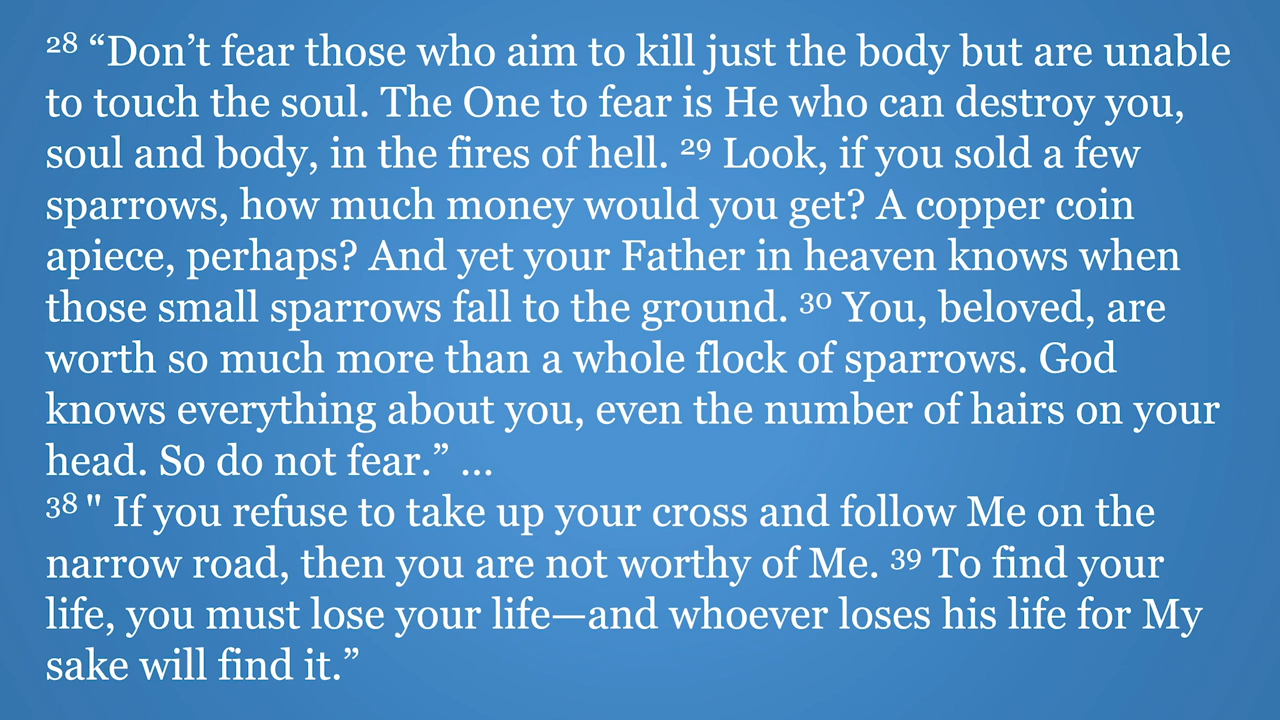 28 “Don’t fear those who aim to kill just the body but are unable
to touch the soul. The One to fear is He who can destroy you,
soul and body, in the fires of hell. 29 Look, if you sold a few
sparrows, how much money would you get? A copper coin
apiece, perhaps? And yet your Father in heaven knows when
those small sparrows fall to the ground. 30 You, beloved, are
worth so much more than a whole flock of sparrows. God
knows everything about you, even the number of hairs on your
head. So do not fear.” ...
38 " If you refuse to take up your cross and follow Me on the
narrow road, then you are not worthy of Me. 39 To find your
life, you must lose your life—and whoever loses his life for My
sake will find it.”